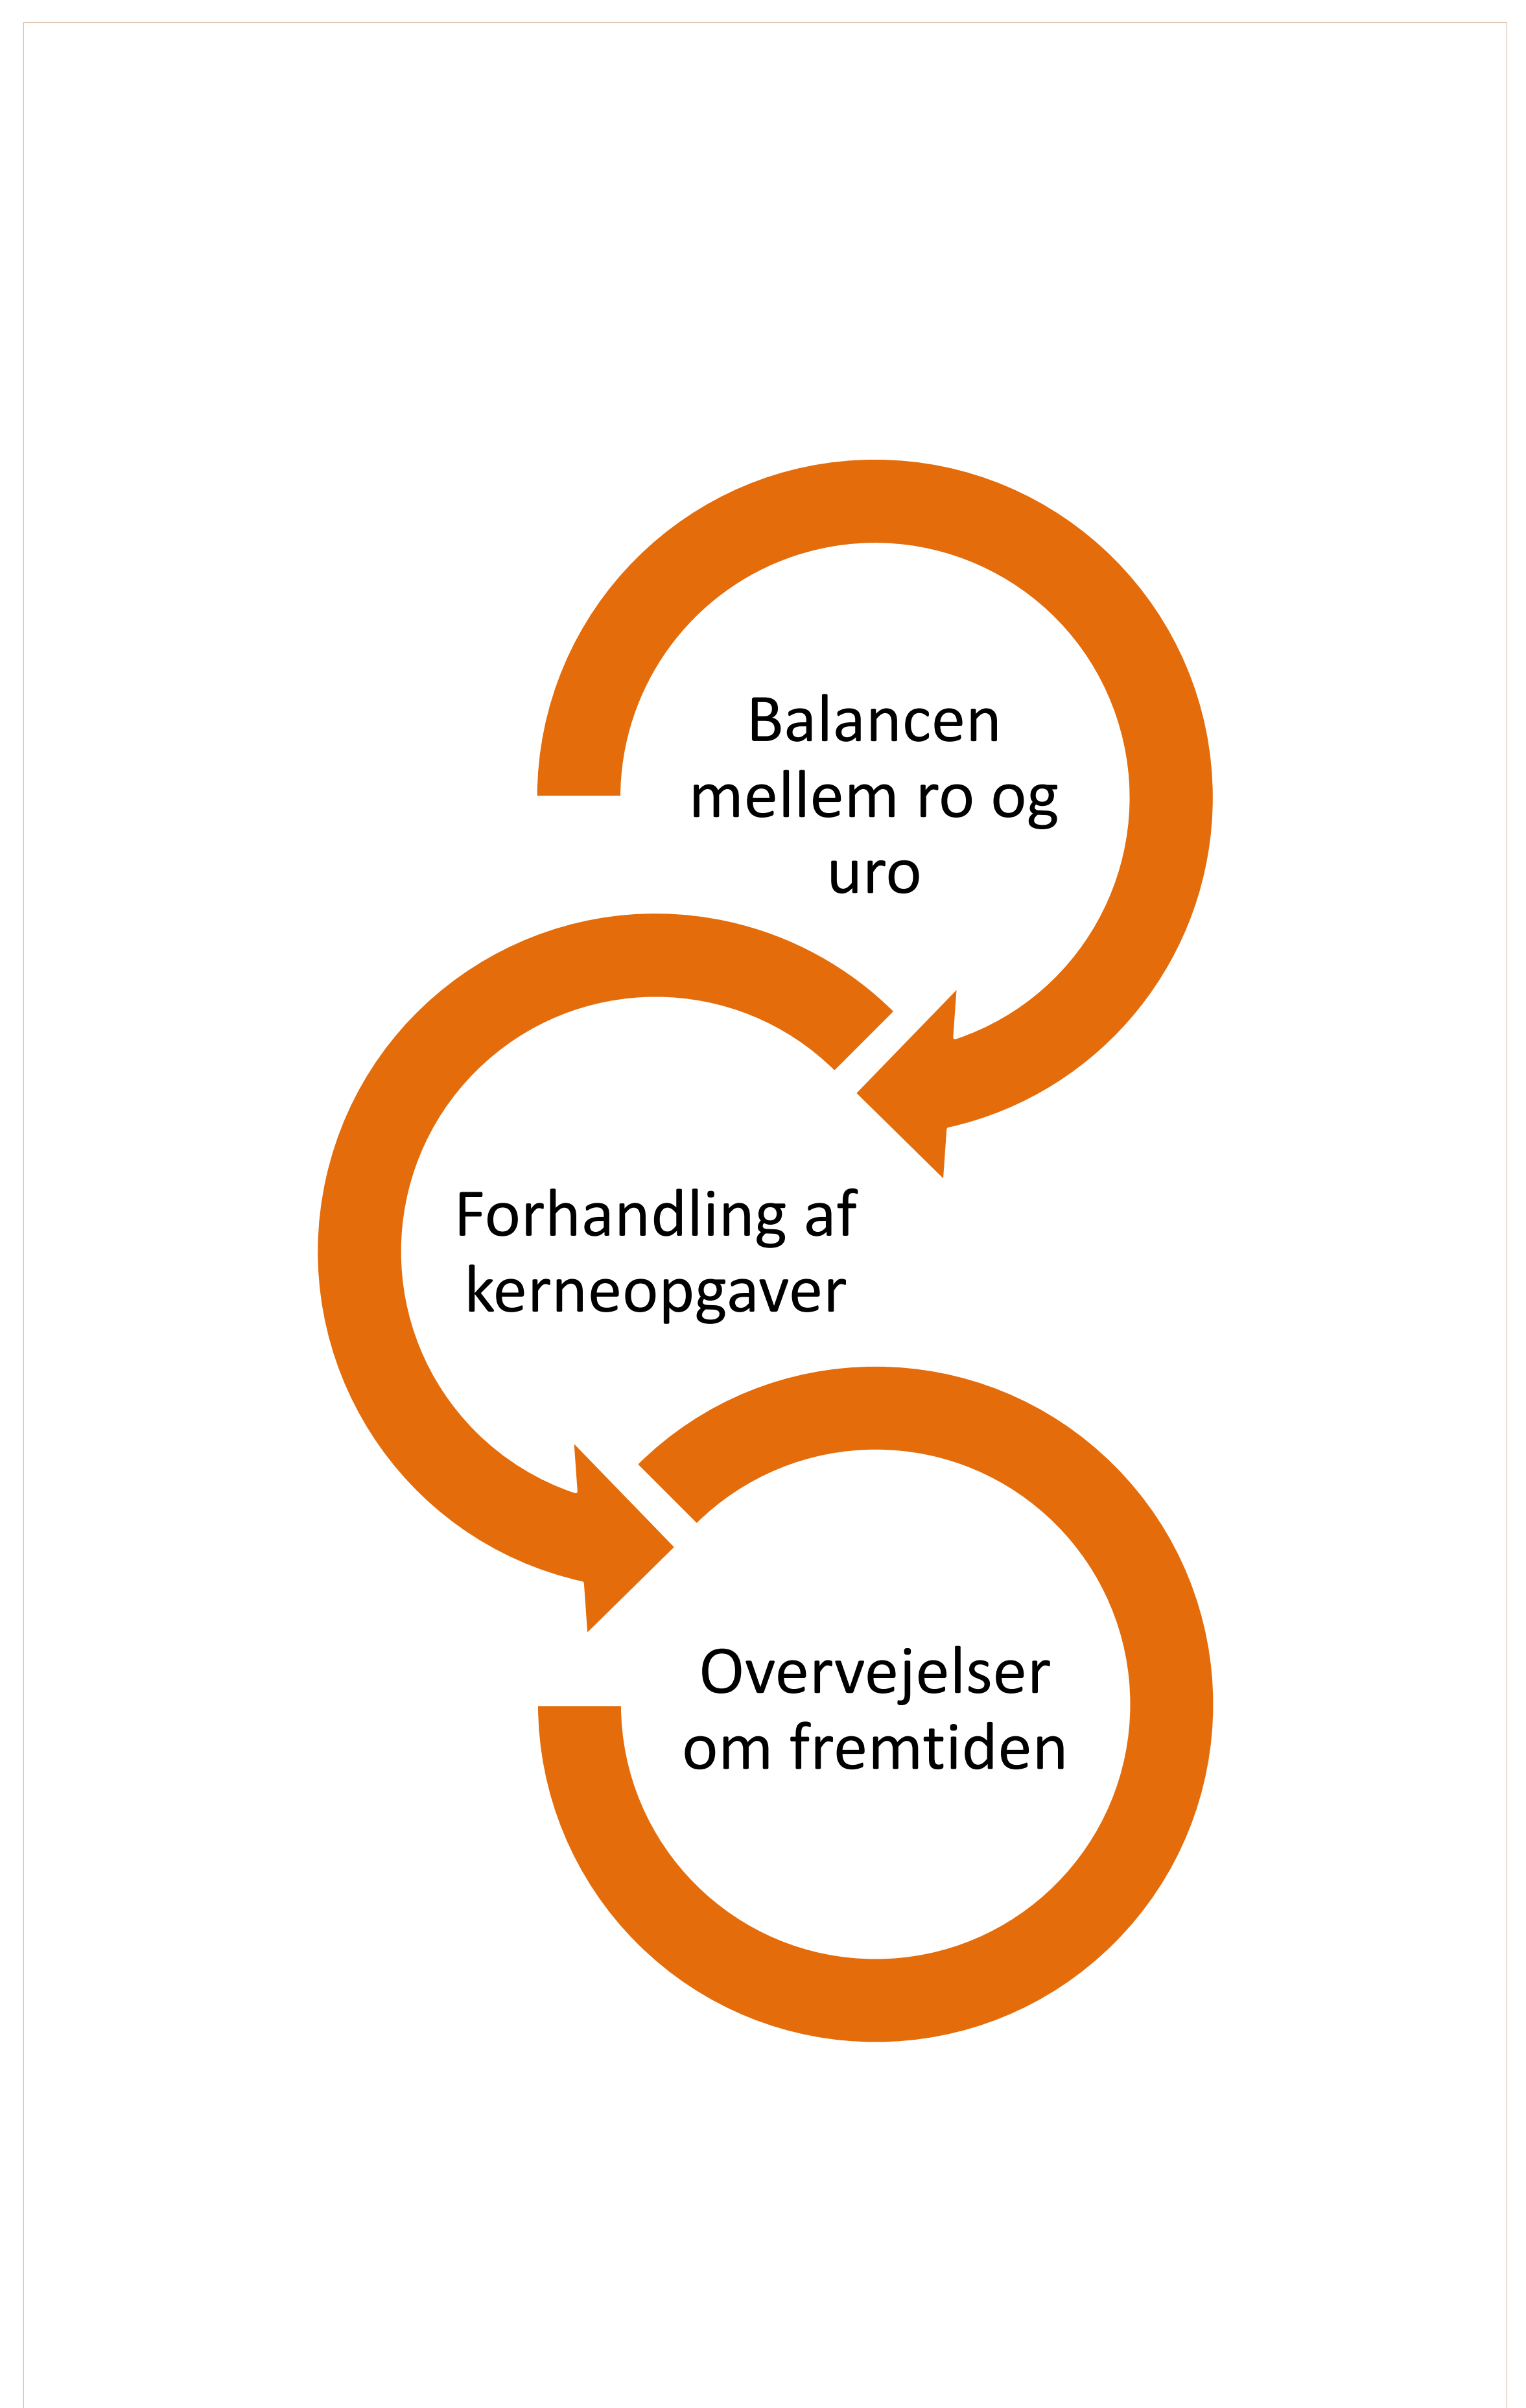 Balancen
mellem ro og
uro
Forhandling af
kerneopgaver
Overvejelser
om fremtiden